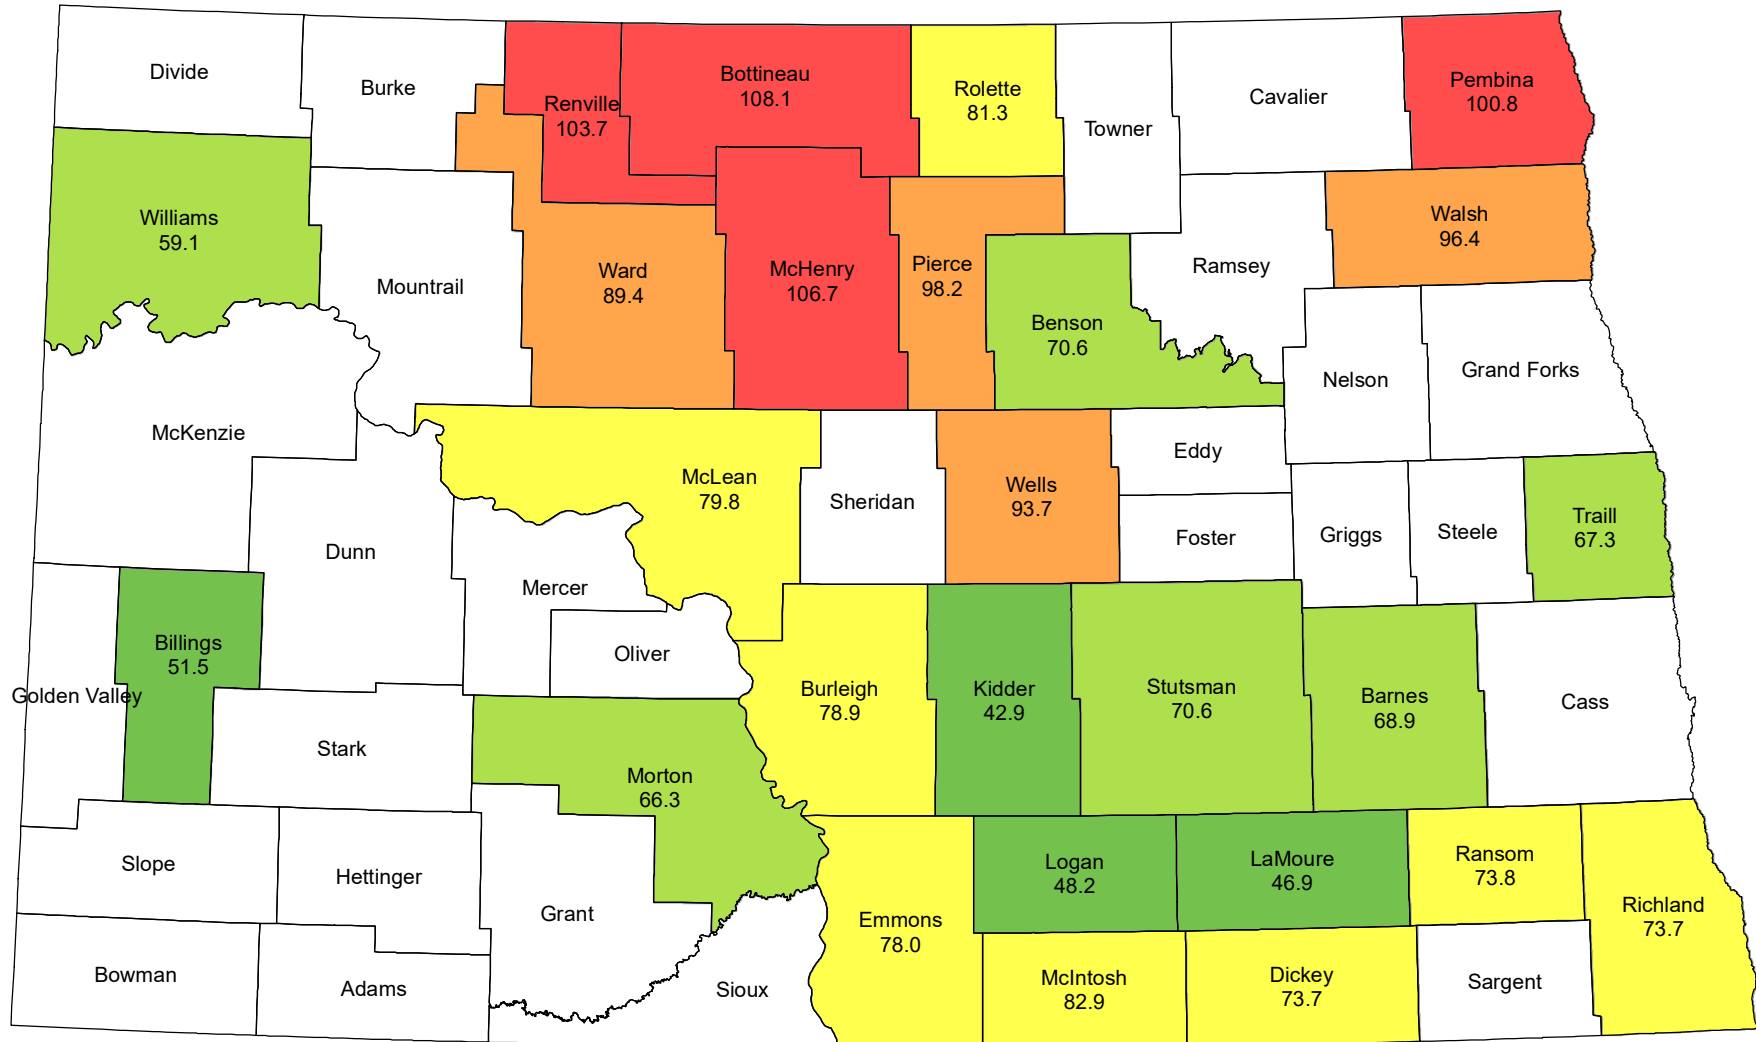 Divide
Burke
Renville
103.7
Bottineau
108.1
Rolette
81.3
Towner
Cavalier
Pembina
100.8
Williams
59.1
Mountrail
Ward
89.4
McHenry
106.7
Pierce
98.2
Benson
70.6
Ramsey
Walsh
96.4
Nelson
Grand Forks
McKenzie
McLean
79.8
Sheridan
Wells
93.7
Eddy
Foster
Griggs
Steele
Traill
67.3
Dunn
Mercer
Oliver
Billings
51.5
Golden Valley
Stark
Morton
66.3
Burleigh
78.9
Kidder
42.9
Stutsman
70.6
Barnes
68.9
Cass
Slope
Hettinger
Grant
Emmons
78.0
Logan
48.2
LaMoure
46.9
Ransom
73.8
Richland
73.7
Bowman
Adams
Sioux
McIntosh
82.9
Dickey
73.7
Sargent